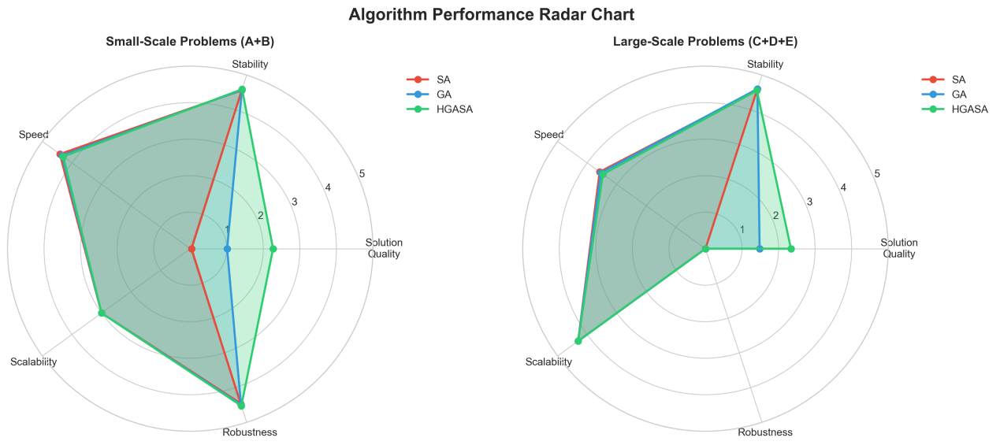 Algorithm Performance Radar Chart
Small-Scale Problems (A+B)
Stability
Speed
Scalability
Robustness
Solution
Quality
1
2
3
4
5
SA
GA
HGASA
Large-Scale Problems (C+D+E)
Stability
Speed
Scalability
Robustness
Solution
Quality
1
2
3
4
5
SA
GA
HGASA